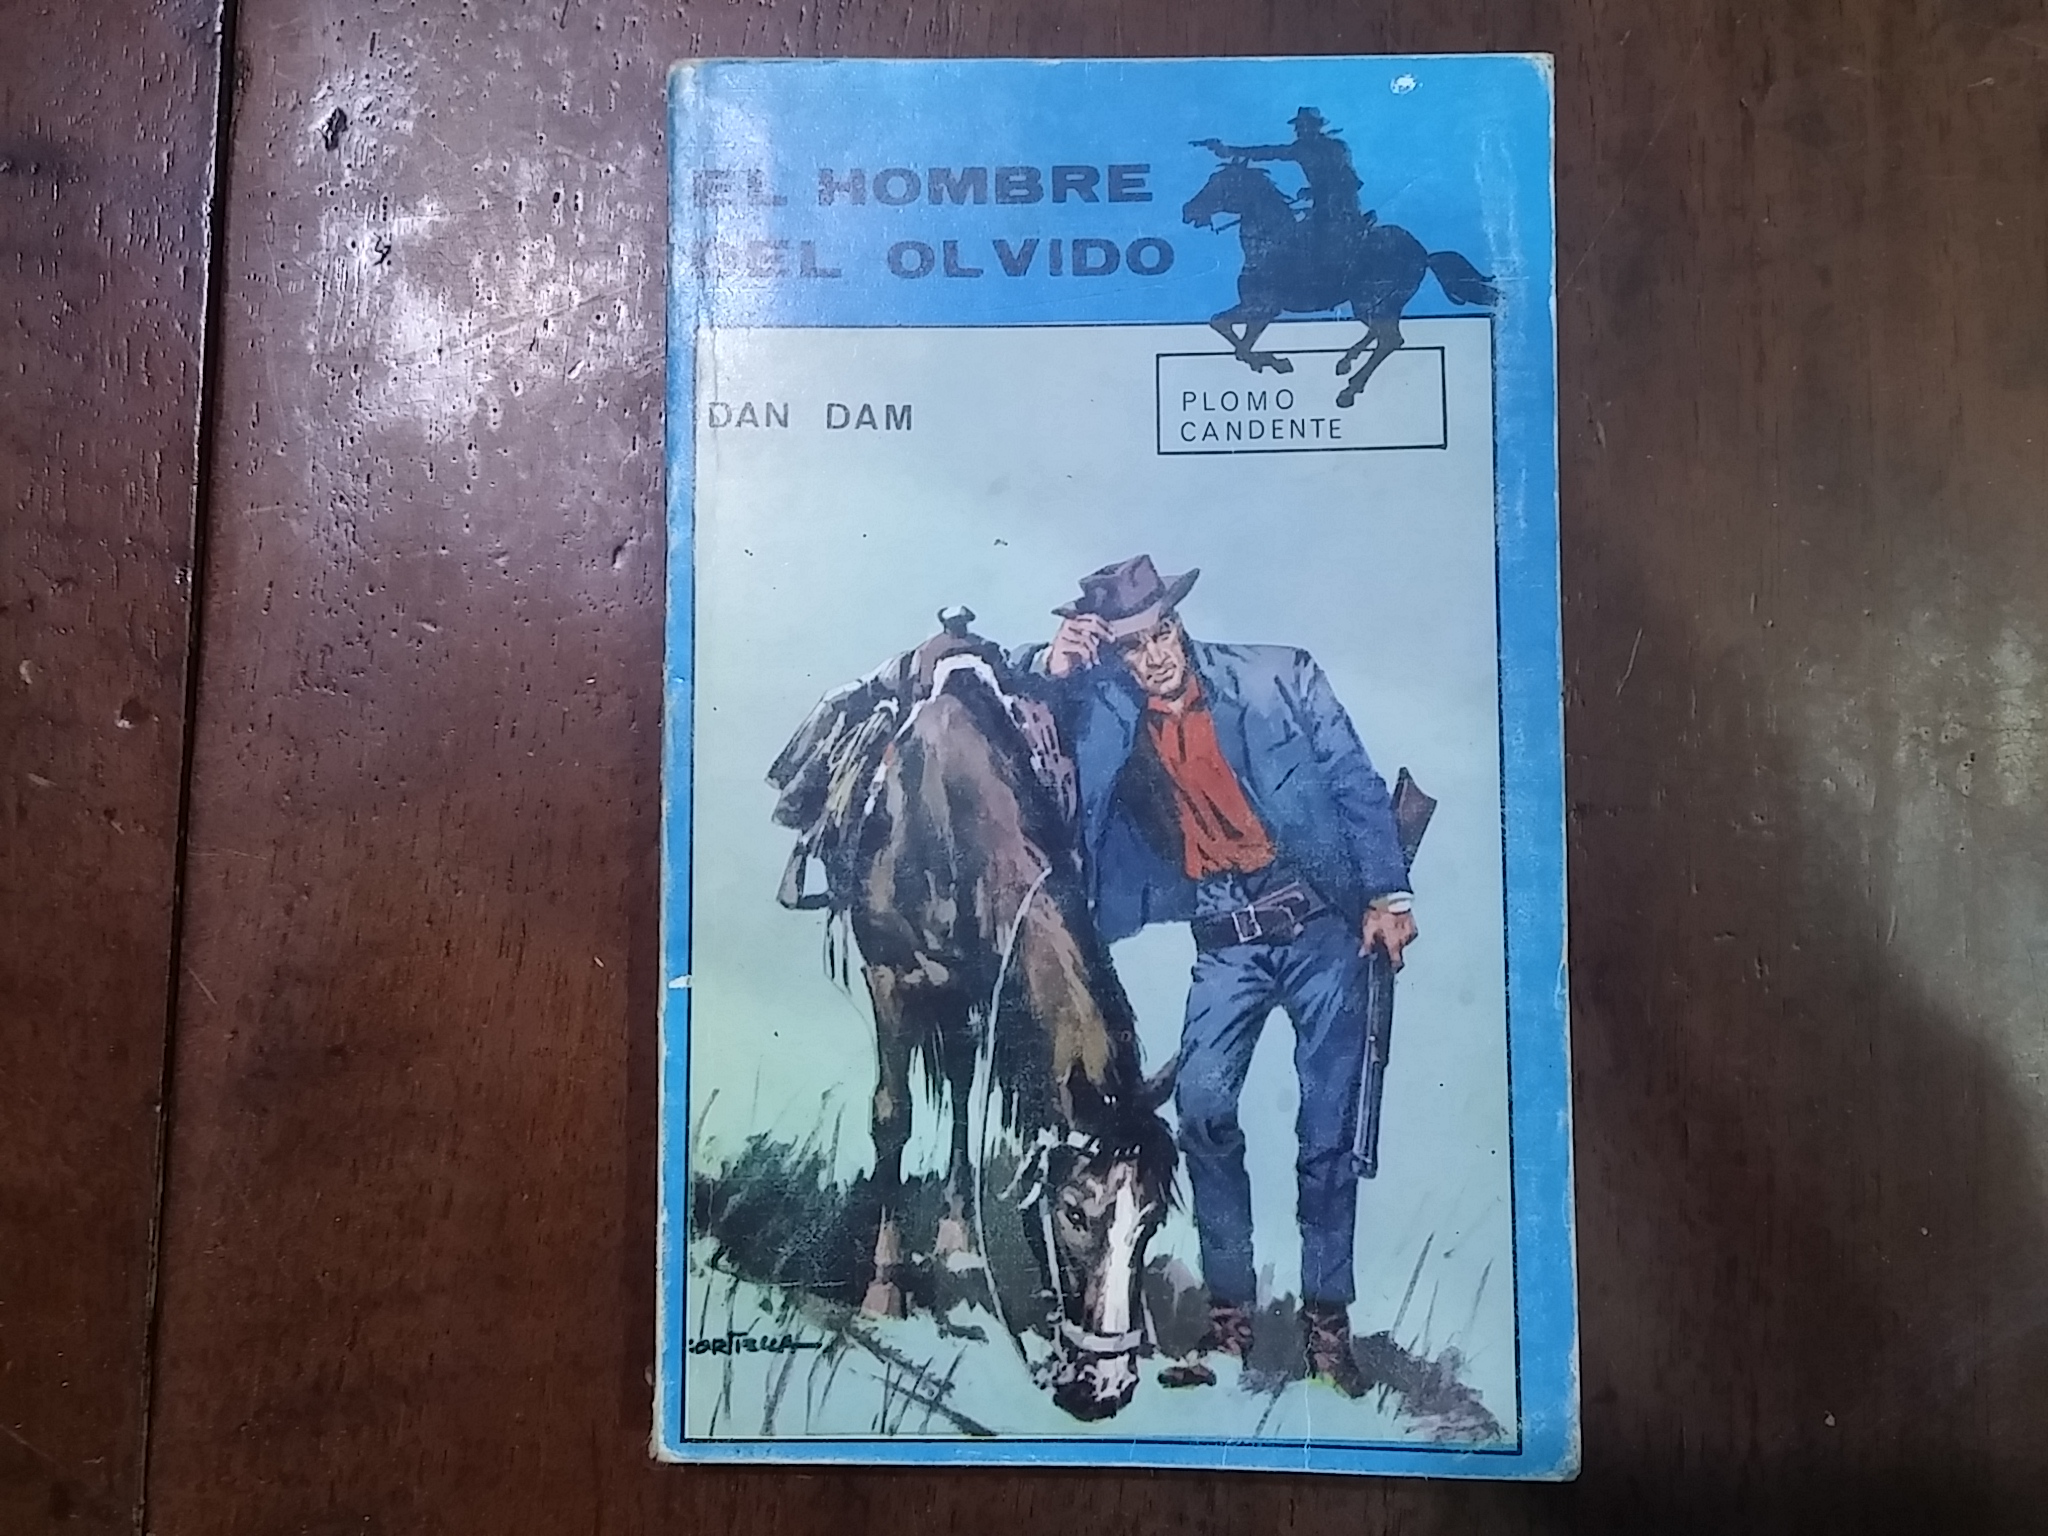 EL HOMBRE
DEL OLVIDO
DAN DAM
PLOMO
CANDENTE